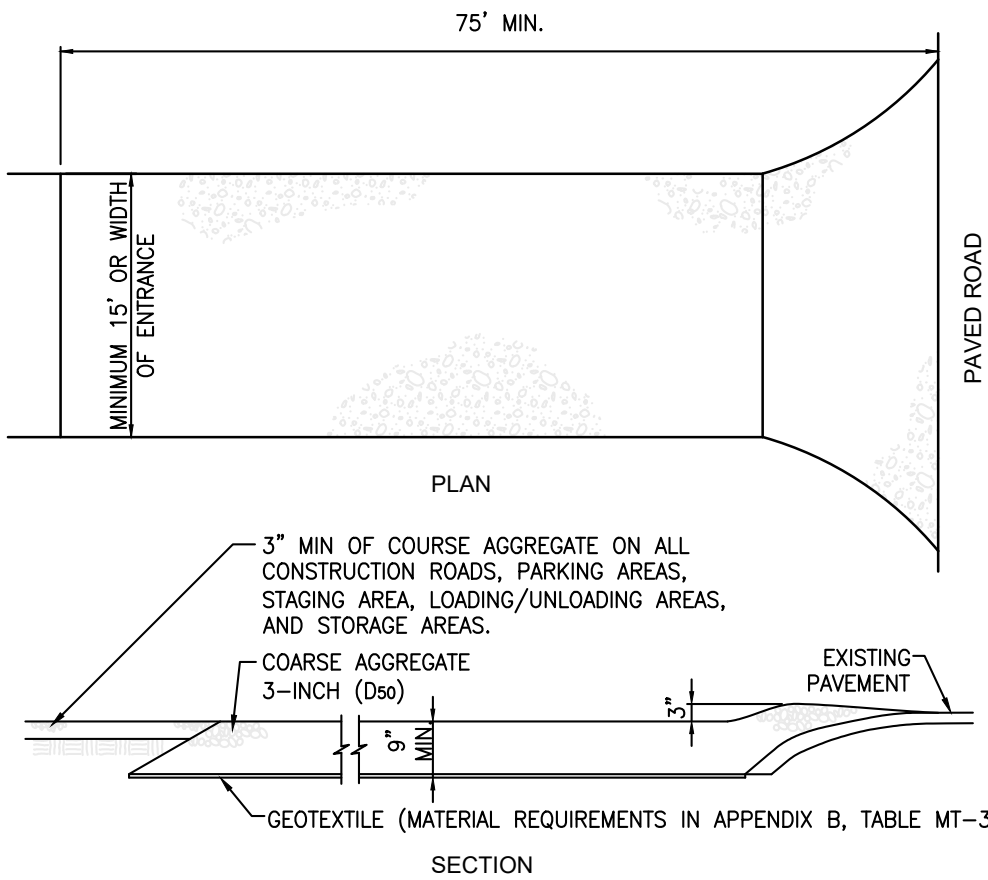 75' MIN.
MINIMUM 15' OR WIDTH
OF ENTRANCE
PAVED ROAD
PLAN
3" MIN OF COURSE AGGREGATE ON ALL
CONSTRUCTION ROADS, PARKING AREAS,
STAGING AREA, LOADING/UNLOADING AREAS,
AND STORAGE AREAS.
COARSE AGGREGATE
3-INCH (D50)
EXISTING
PAVEMENT
3"
9"
MIN.
GEOTEXTILE (MATERIAL REQUIREMENTS IN APPENDIX B, TABLE MT-3
SECTION